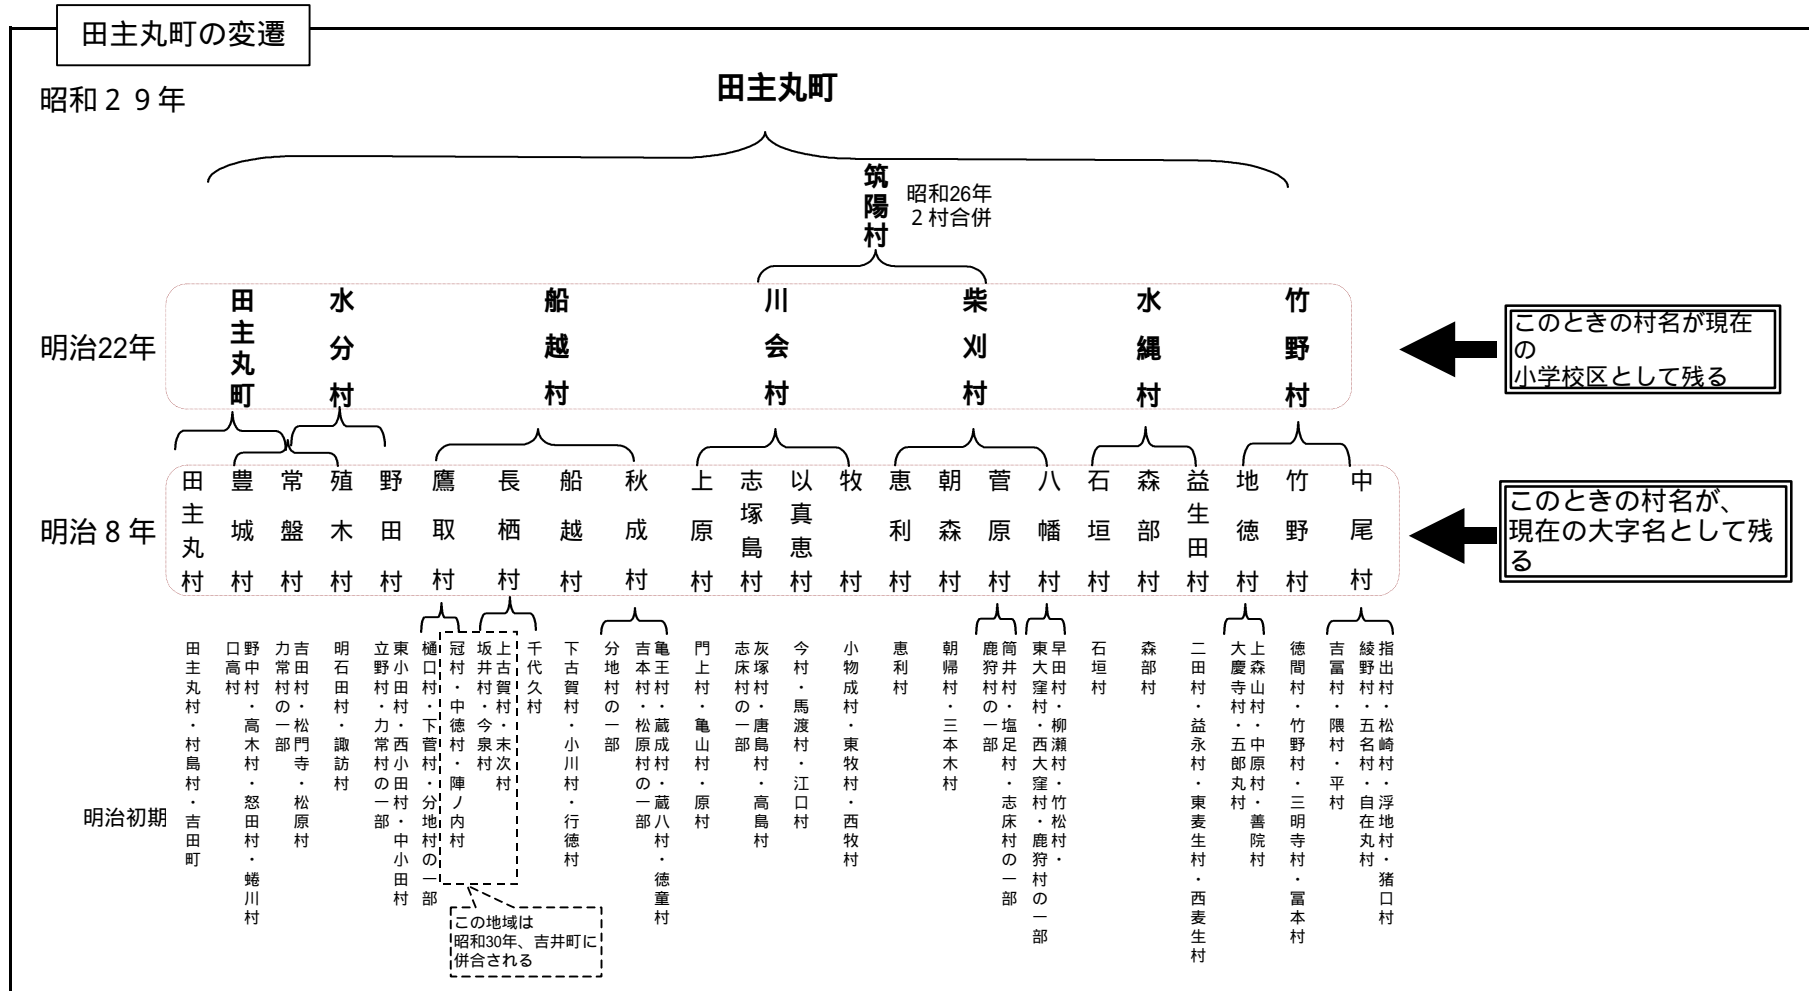 田主丸町の変遷
昭和２９年
田主丸町
筑陽村
昭和26年
２村合併
明治22年
田主丸町
水分村
船越村
川会村
柴刈村
水縄村
竹野村
このときの村名が現在
の
小学校区として残る
明治８年
田主丸村
豊城村
常盤村
殖木村
野田村
鷹取村
長栖村
船越村
秋成村
上原村
志塚島村
以真恵村
牧村
恵利村
朝森村
菅原村
八幡村
石垣村
森部村
益生田村
地徳村
竹野村
中尾村
このときの村名が、
現在の大字名として残
る
明治初期
田主丸村・村島村・吉田町
野中村・高木村・怒田村・蜷川村
口高村
吉田村・松門寺・松原村
力常村の一部
明石田村・諏訪村
東小田村・西小田村・中小田村
立野村・力常村の一部
樋口村・下菅村・分地村の一部
冠村・中徳村・陣ノ内村
上古賀村・末次村
坂井村・今泉村
千代久村
下古賀村・小川村・行徳村
亀王村・蔵成村・蔵八村・徳童村
吉本村・松原村の一部
分地村の一部
門上村・亀山村・原村
灰塚村・唐島村・高島村
志床村の一部
今村・馬渡村・江口村
小物成村・東牧村・西牧村
恵利村
朝帰村・三本木村
筒井村・塩足村・志床村の一部
鹿狩村の一部
早田村・柳瀬村・竹松村・
東大窪村・西大窪村・鹿狩村の一部
石垣村
森部村
二田村・益永村・東麦生村・西麦生村
上森山村・中原村・善院村
大慶寺村・五郎丸村
徳間村・竹野村・三明寺村・冨本村
指出村・松崎村・浮地村・猪口村
綾野村・五名村・自在丸村
吉冨村・隈村・平村
この地域は
昭和30年、吉井町に
併合される